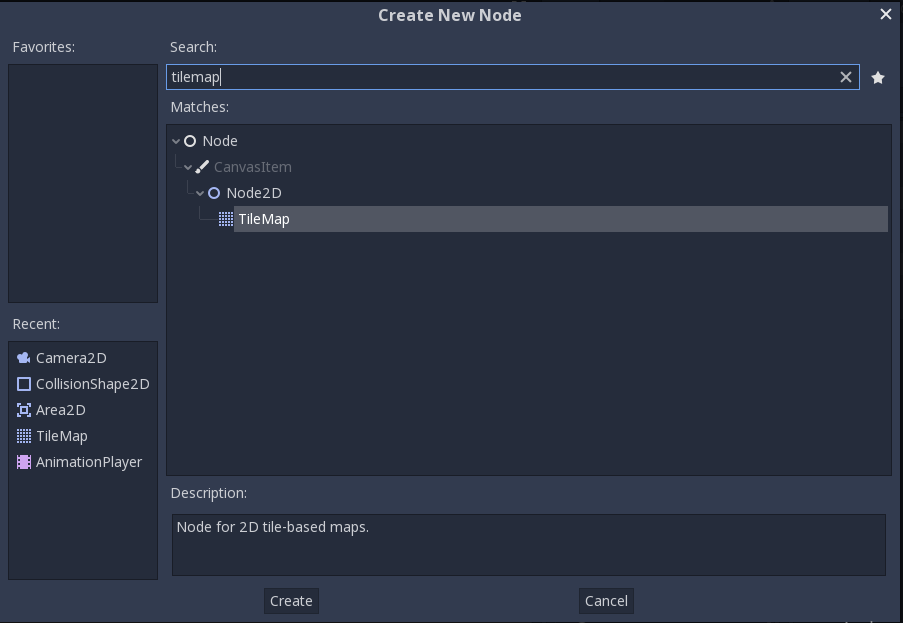 Create New Node
Favorites:
Search:
tilemap
Matches:
Node
CanvasItem
Node2D
TileMap
Recent:
Camera2D
CollisionShape2D
Area2D
TileMap
AnimationPlayer
Description:
Node for 2D tile-based maps.
Create
Cancel